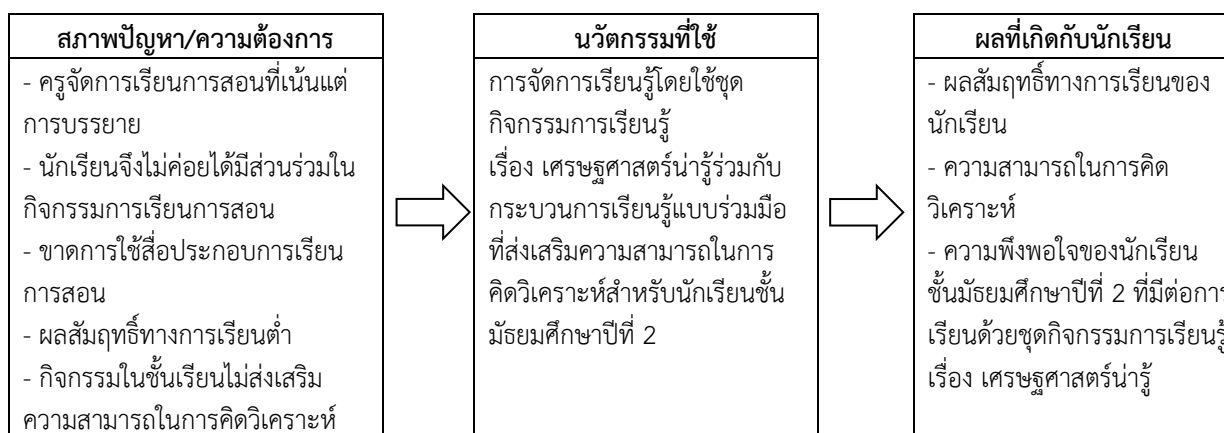 สภาพปัญหา/ความต้องการ
- ครูจัดการเรียนการสอนที่เน้นแต่
การบรรยาย
- นักเรียนจึงไม่ค่อยได้มีส่วนร่วมใน
กิจกรรมการเรียนการสอน
- ขาดการใช้สื่อประกอบการเรียน
การสอน
- ผลสัมฤทธิ์ทางการเรียนต่ำ
- กิจกรรมในชั้นเรียนไม่ส่งเสริม
ความสามารถในการคิดวิเคราะห์
นวัตกรรมที่ใช้
การจัดการเรียนรู้โดยใช้ชุด
กิจกรรมการเรียนรู้
เรื่อง เศรษฐศาสตร์น่ารู้ร่วมกับ
กระบวนการเรียนรู้แบบร่วมมือ
ที่ส่งเสริมความสามารถในการ
คิดวิเคราะห์สำหรับนักเรียนชั้น
มัธยมศึกษาปีที่ 2
ผลที่เกิดกับนักเรียน
- ผลสัมฤทธิ์ทางการเรียนของ
นักเรียน
- ความสามารถในการคิด
วิเคราะห์
- ความพึงพอใจของนักเรียน
ชั้นมัธยมศึกษาปีที่ 2 ที่มีต่อการ
เรียนด้วยชุดกิจกรรมการเรียนรู้
เรื่อง เศรษฐศาสตร์น่ารู้